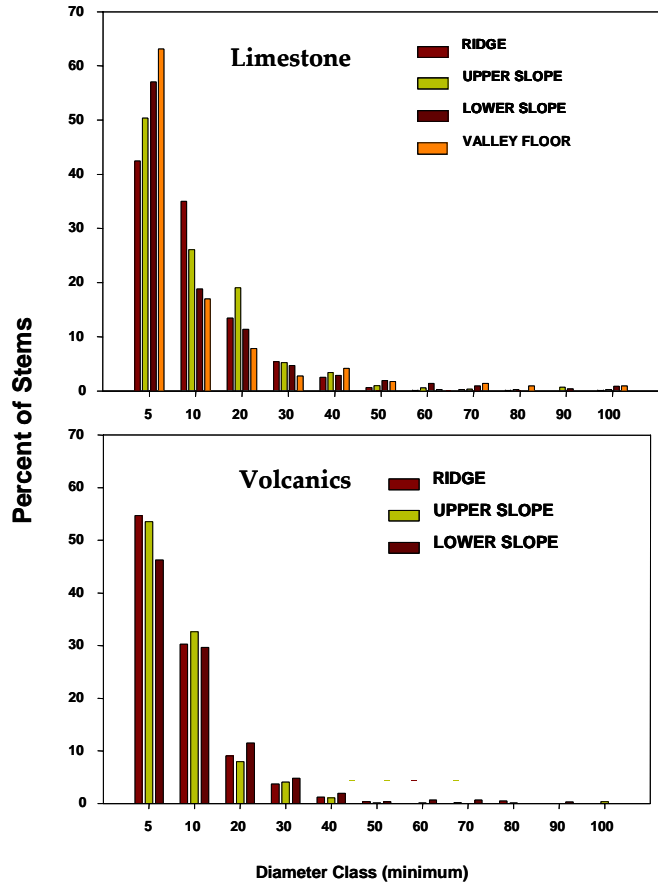 Percent of Stems
70
60
50
40
30
20
10
0
Limestone
RIDGE
UPPER SLOPE
LOWER SLOPE
VALLEY FLOOR
5 10 20 30 40 50 60 70 80 90 100
70
60
50
40
30
20
10
0
Volcanics
RIDGE
UPPER SLOPE
LOWER SLOPE
5 10 20 30 40 50 60 70 80 90 100
Diameter Class (minimum)